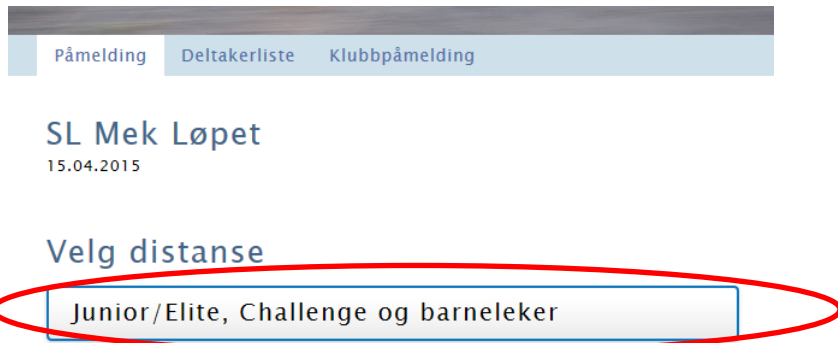 Påmelding Deltakerliste Klubbpåmelding
SL Mek Løpet
15.04.2015
Velg distanse
Junior/Elite, Challenge og barneleker